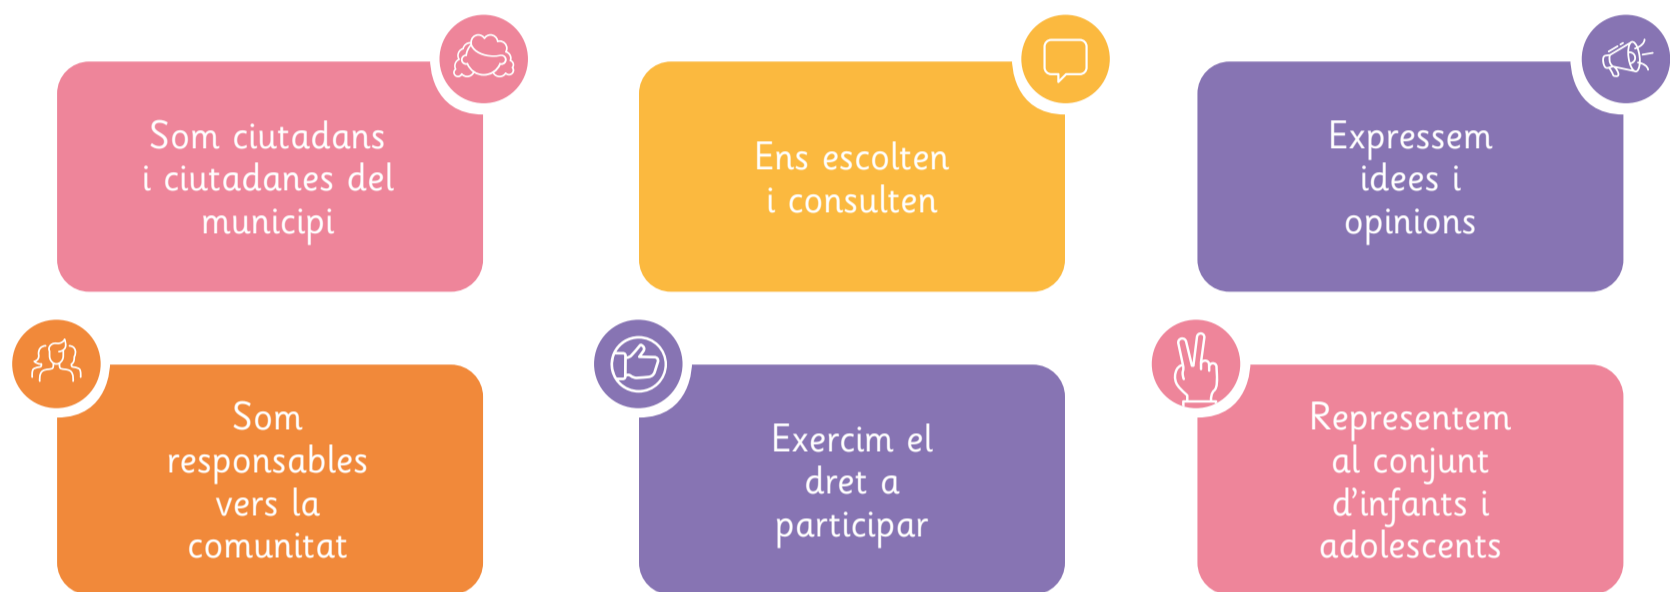 Som ciutadans
i ciutadanes del
municipi
Ens escolten
i consulten
Expressem
idees i
opinions
Som
responsables
vers la
comunitat
Exercim el
dret a
participar
Representem
al conjunt
d’infants i
adolescents